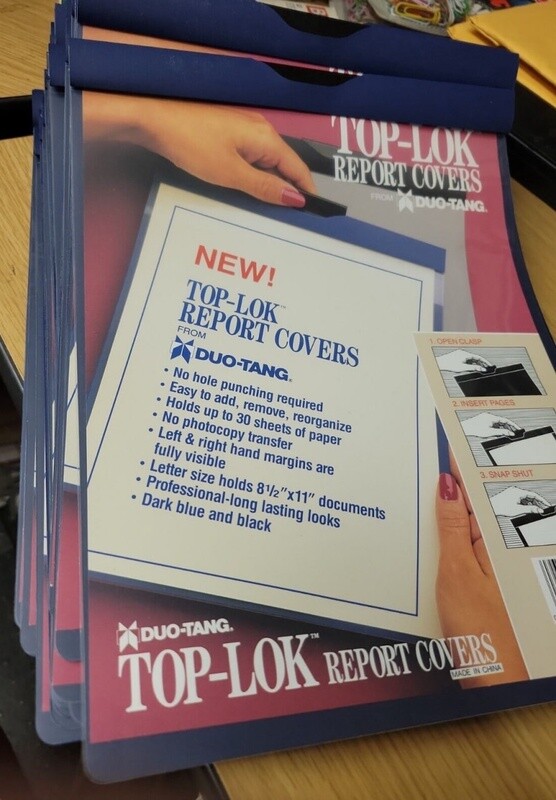 TOP-LOK
REPORT COVERS
FROM DUO-TANG®
NEW!
TOP-LOK™
REPORT COVERS
FROM
DUO-TANG®
• No hole punching required
• Easy to add, remove, reorganize
• Holds up to 30 sheets of paper
• No photocopy transfer
• Left & right hand margins are
fully visible
• Letter size holds 8½"x11" documents
• Professional-long lasting looks
• Dark blue and black
1. OPEN CLASP
2. INSERT PAGES
3. SNAP SHUT
DUO-TANG®
TOP-LOK™ REPORT COVERS
MADE IN CHINA